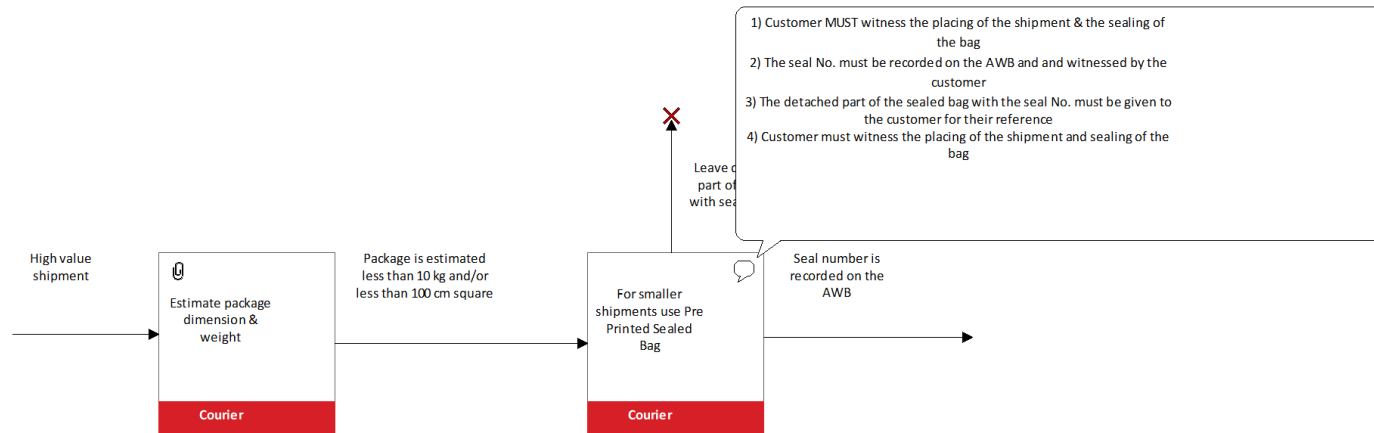 1) Customer MUST witness the placing of the shipment & the sealing of
the bag
2) The seal No. must be recorded on the AWB and and witnessed by the
customer
3) The detached part of the sealed bag with the seal No. must be given to
the customer for their reference
4) Customer must witness the placing of the shipment and sealing of the
bag
Leave
part of
with
High value
shipment
Estimate package
dimension &
weight
Courier
Package is estimated
less than 10 kg and/or
less than 100 cm square
For smaller
shipments use Pre
Printed Sealed
Bag
Courier
Seal number is
recorded on the
AWB